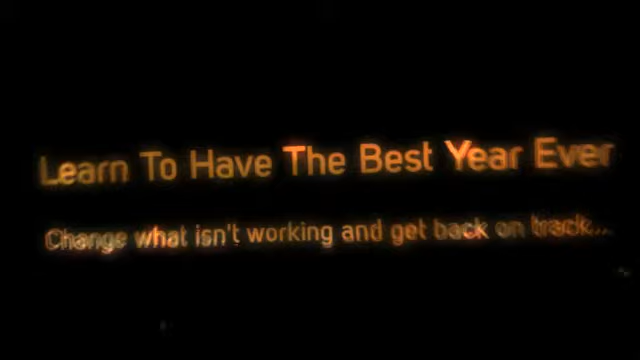 Learn To Have The Best Year Ever
Change what isn't working and get back on track...